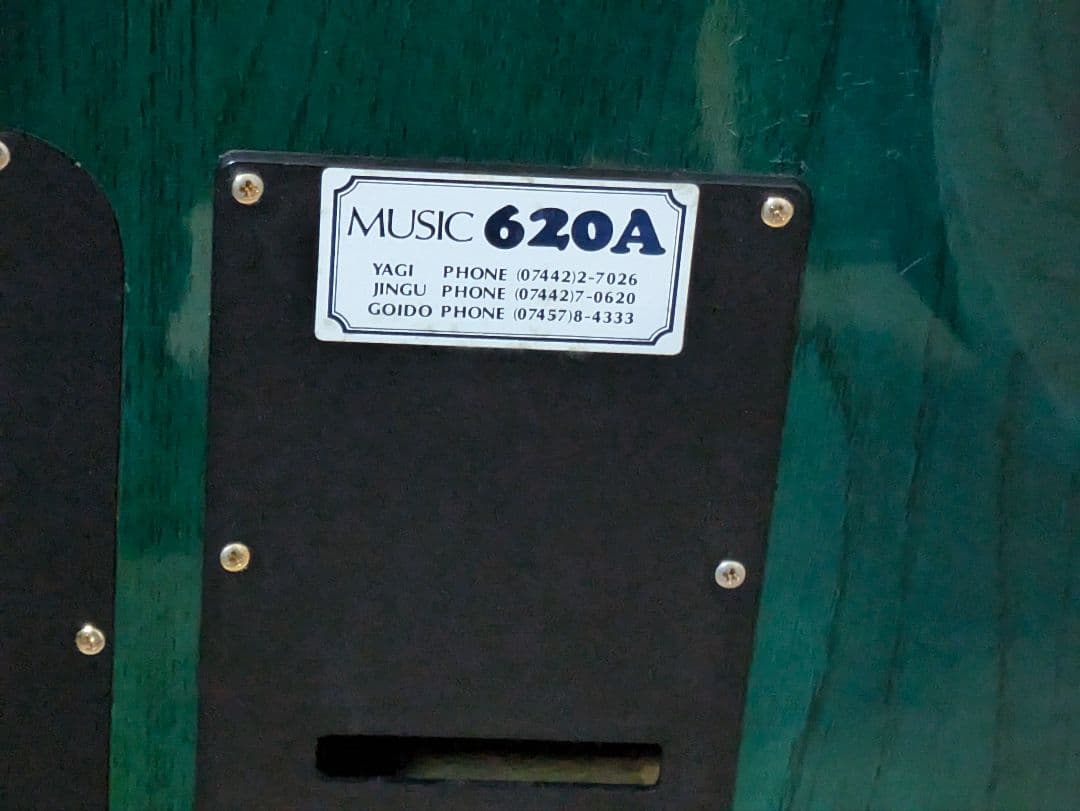 MUSIC 620A
YAGI PHONE (07442)2-7026
JINGU PHONE (07442)7-0620
GOIDO PHONE (07457)8-4333